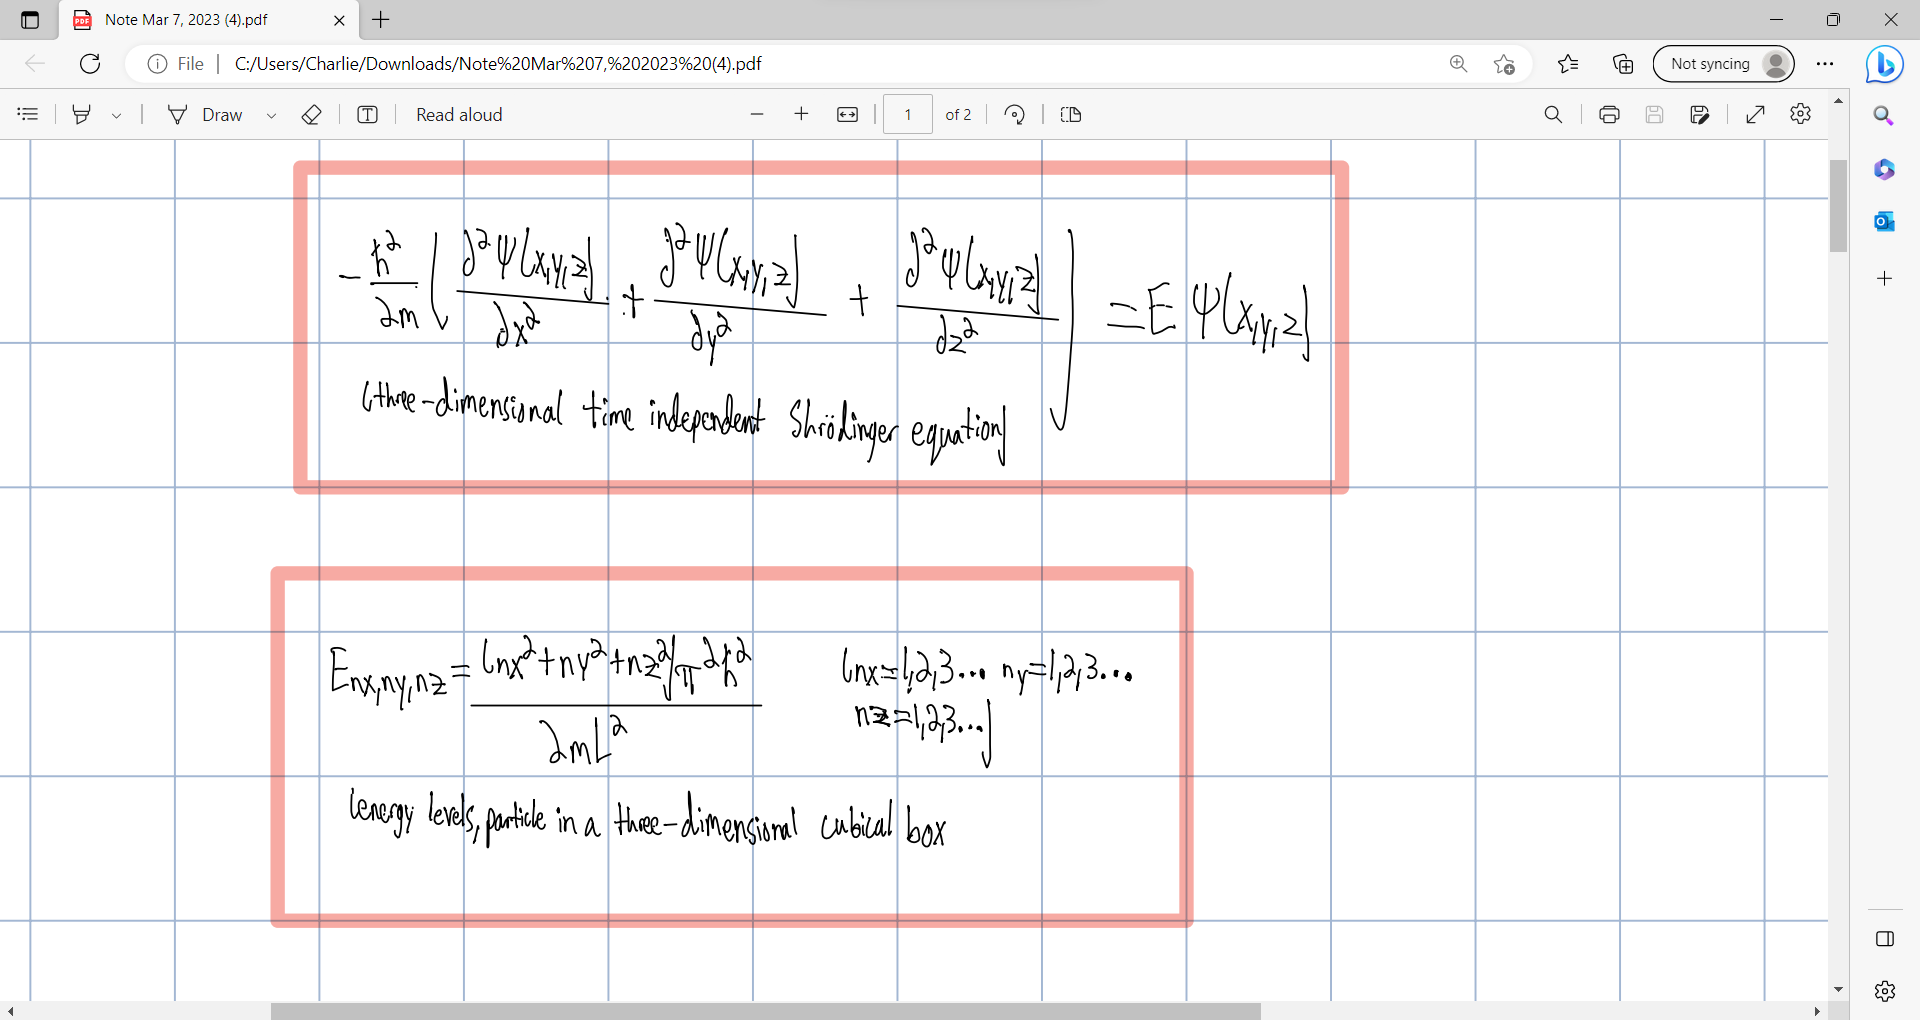 Note Mar 7, 2023 (4).pdf
File
C:/Users/Charlie/Downloads/Note%20Mar%207,%202023%20(4).pdf
Not syncing
Draw
Read aloud
1 of 2
-ħ²/2m (∂²Ψ(x,y,z)/∂x² + ∂²Ψ(x,y,z)/∂y² + ∂²Ψ(x,y,z)/∂z²) = E Ψ(x,y,z)
(three-dimensional time independent Shrödinger equation)
Enx,ny,nz = (nx²+ny²+nz²)π²ħ²/2mL² (nx=1,2,3... ny=1,2,3...
nz=1,2,3...)
(energy levels, particle in a three-dimensional cubical box